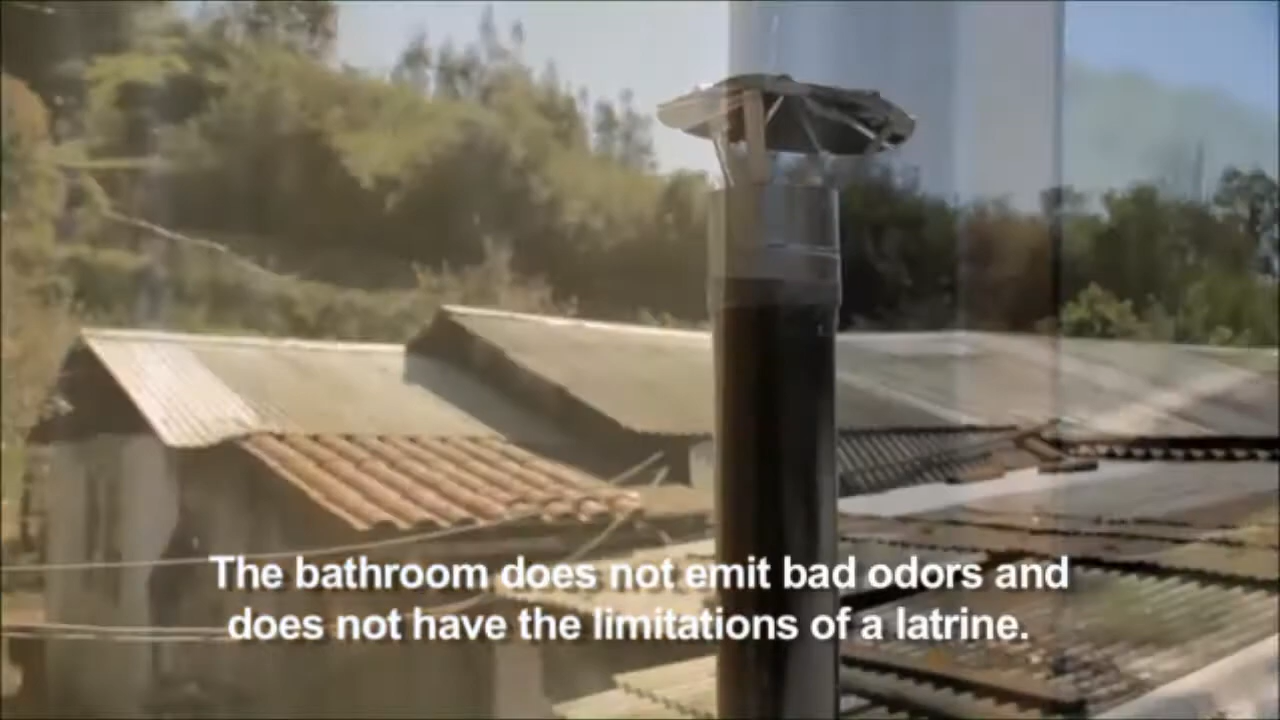 The bathroom does not emit bad odors and
does not have the limitations of a latrine.